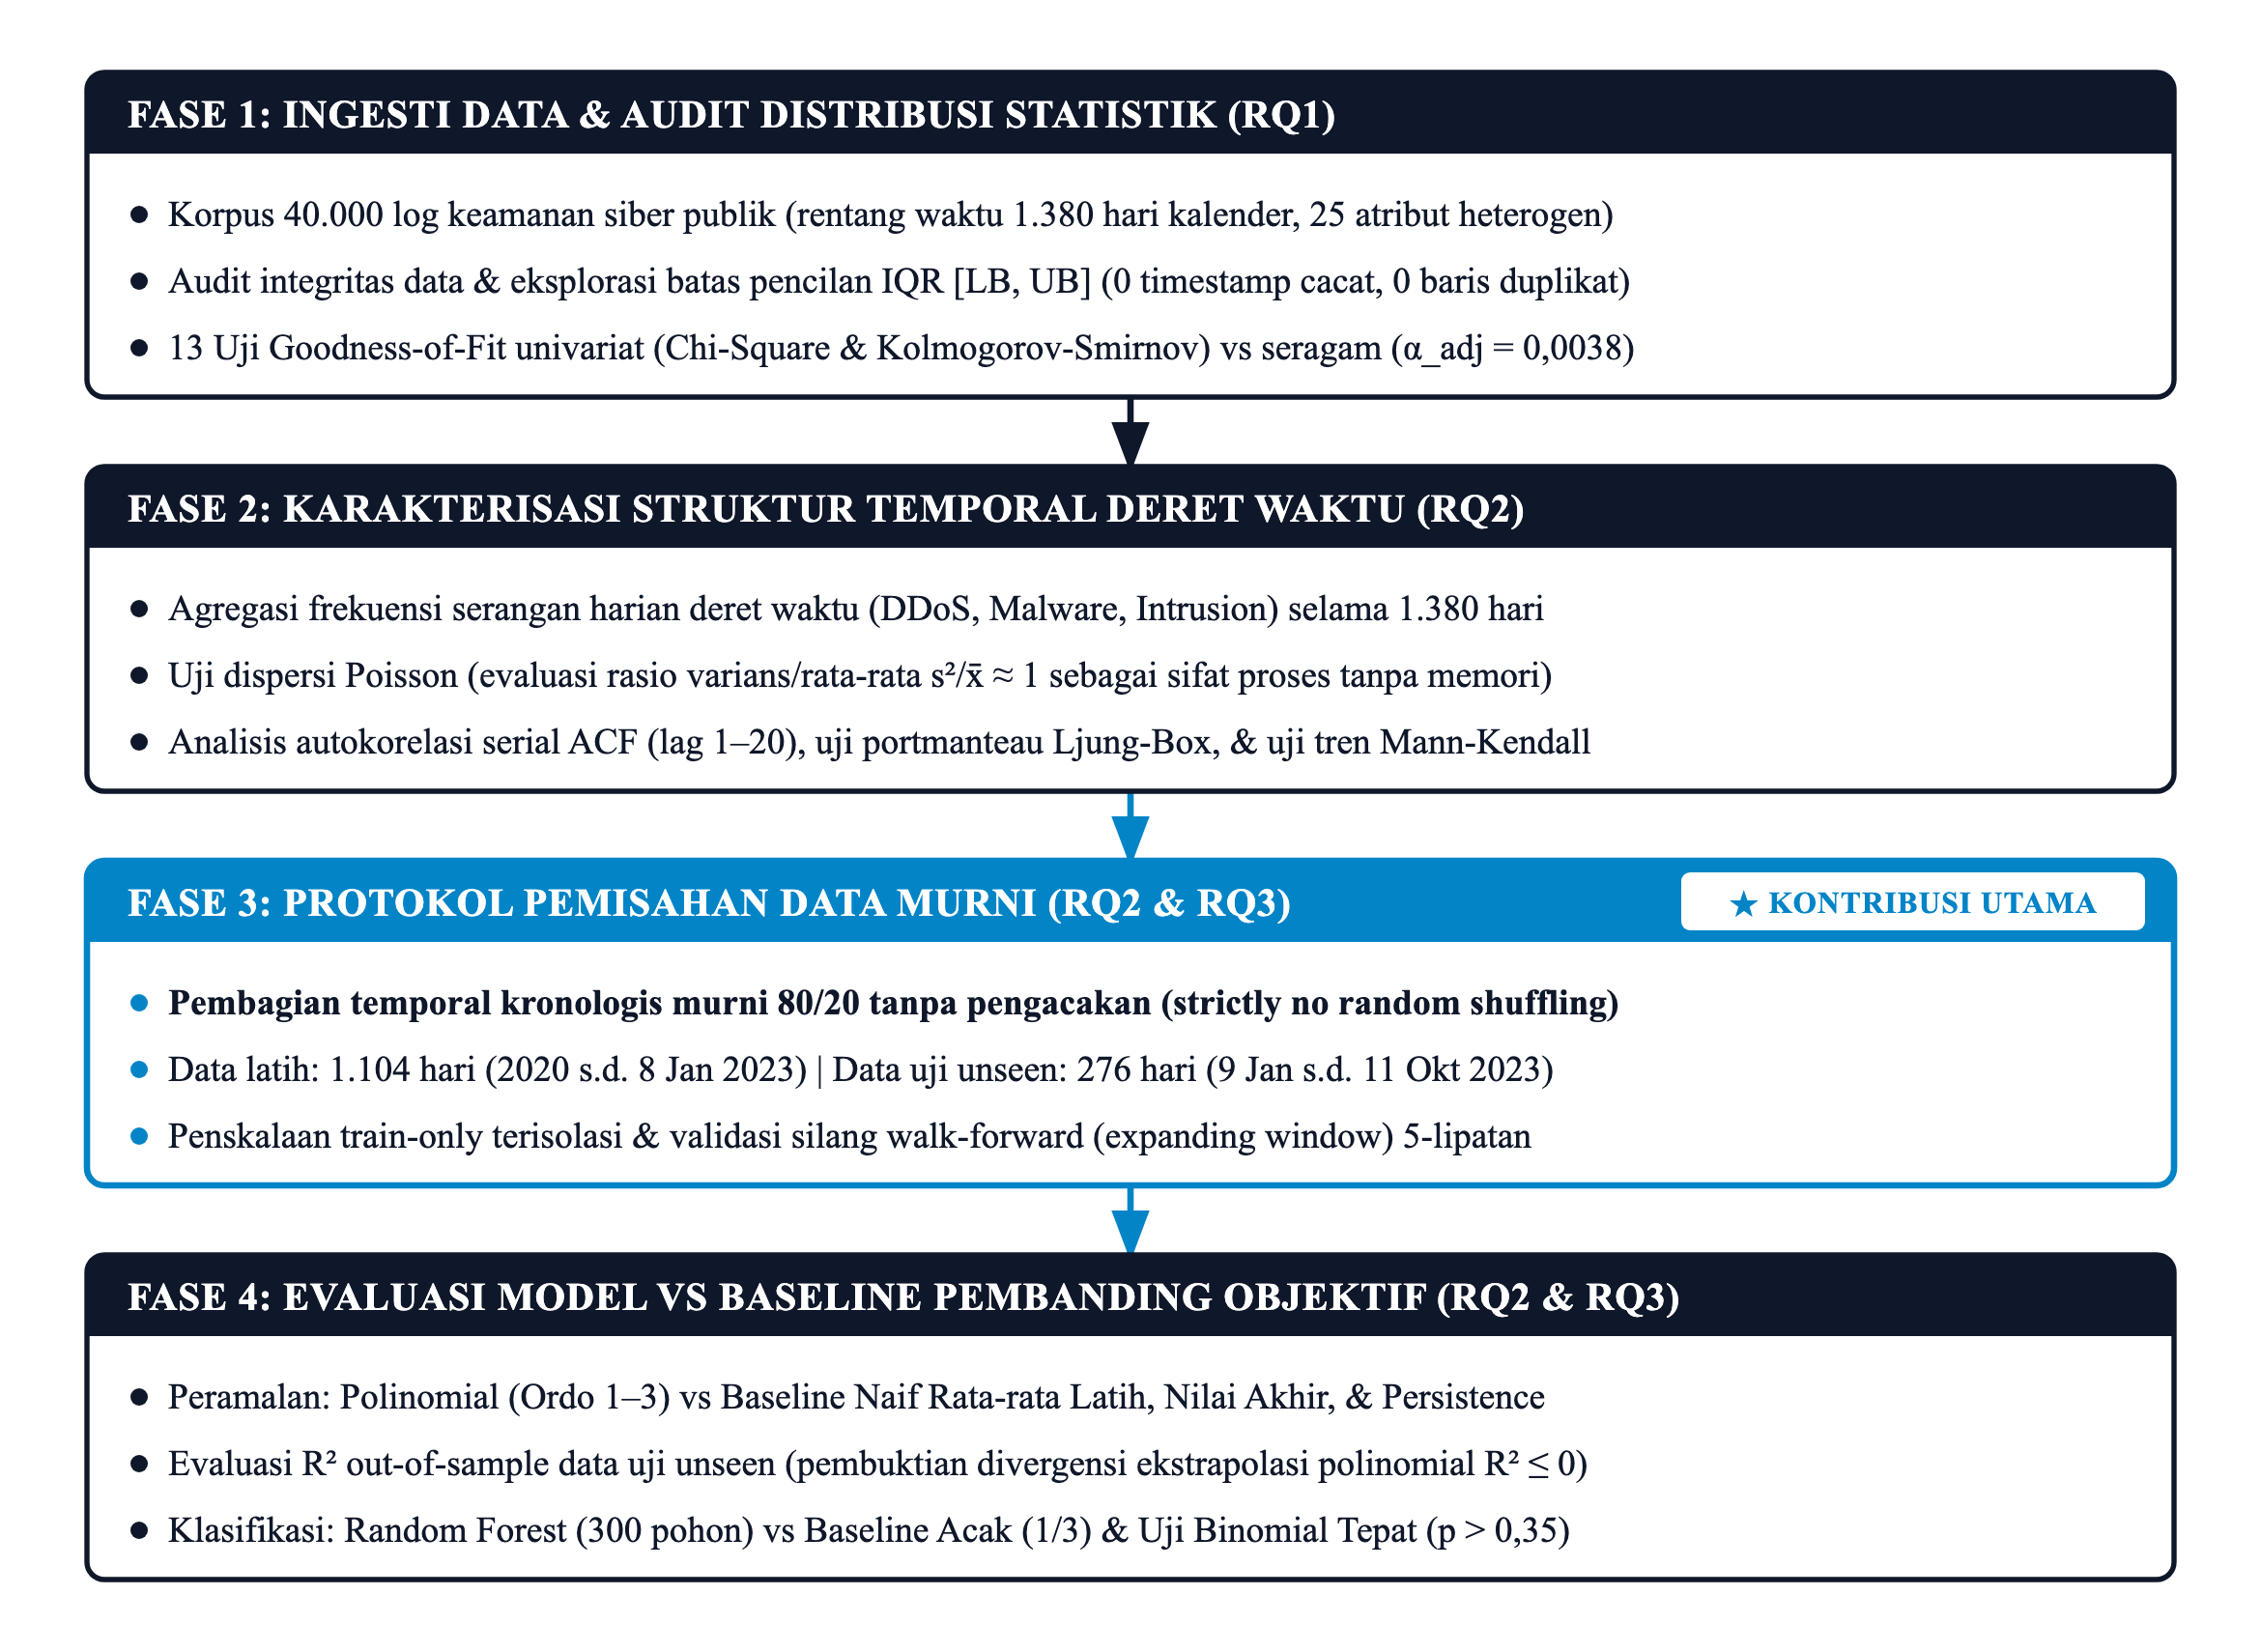 FASE 1: INGESTI DATA & AUDIT DISTRIBUSI STATISTIK (RQ1)
● Korpus 40.000 log keamanan siber publik (rentang waktu 1.380 hari kalender, 25 atribut heterogen)
● Audit integritas data & eksplorasi batas pencilan IQR [LB, UB] (0 timestamp cacat, 0 baris duplikat)
● 13 Uji Goodness-of-Fit univariat (Chi-Square & Kolmogorov-Smirnov) vs seragam (α_adj = 0,0038)
FASE 2: KARAKTERISASI STRUKTUR TEMPORAL DERET WAKTU (RQ2)
● Agregasi frekuensi serangan harian deret waktu (DDoS, Malware, Intrusion) selama 1.380 hari
● Uji dispersi Poisson (evaluasi rasio varians/rata-rata s²/x̄ ≈ 1 sebagai sifat proses tanpa memori)
● Analisis autokorelasi serial ACF (lag 1–20), uji portmanteau Ljung-Box, & uji tren Mann-Kendall
FASE 3: PROTOKOL PEMISAHAN DATA MURNI (RQ2 & RQ3)
★ KONTRIBUSI UTAMA
● Pembagian temporal kronologis murni 80/20 tanpa pengacakan (strictly no random shuffling)
● Data latih: 1.104 hari (2020 s.d. 8 Jan 2023) | Data uji unseen: 276 hari (9 Jan s.d. 11 Okt 2023)
● Penskalaan train-only terisolasi & validasi silang walk-forward (expanding window) 5-lipatan
FASE 4: EVALUASI MODEL VS BASELINE PEMBANDING OBJEKTIF (RQ2 & RQ3)
● Peramalan: Polinomial (Ordo 1–3) vs Baseline Naif Rata-rata Latih, Nilai Akhir, & Persistence
● Evaluasi R² out-of-sample data uji unseen (pembuktian divergensi ekstrapolasi polinomial R² ≤ 0)
● Klasifikasi: Random Forest (300 pohon) vs Baseline Acak (1/3) & Uji Binomial Tepat (p > 0,35)